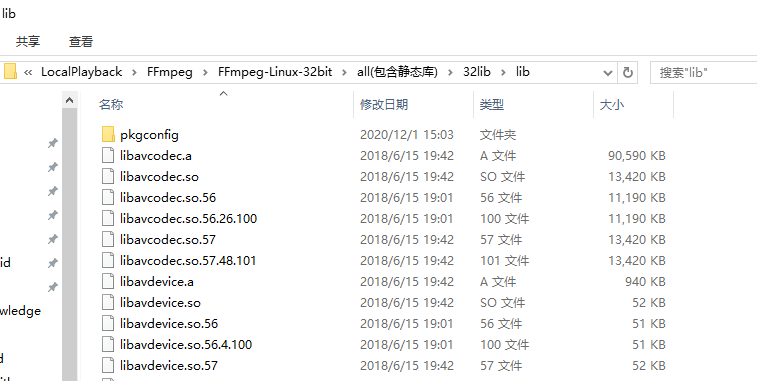 lib
共享 查看
« LocalPlayback > FFmpeg > FFmpeg-Linux-32bit > all(包含静态库) > 32lib > lib 搜索"lib"
名称 修改日期 类型 大小
pkgconfig 2020/12/1 15:03 文件夹
libavcodec.a 2018/6/15 19:42 A 文件 90,590 KB
libavcodec.so 2018/6/15 19:42 SO 文件 13,420 KB
libavcodec.so.56 2018/6/15 19:01 56 文件 11,190 KB
libavcodec.so.56.26.100 2018/6/15 19:01 100 文件 11,190 KB
libavcodec.so.57 2018/6/15 19:42 57 文件 13,420 KB
id libavcodec.so.57.48.101 2018/6/15 19:42 101 文件 13,420 KB
libavdevice.a 2018/6/15 19:42 A 文件 940 KB
libavdevice.so 2018/6/15 19:42 SO 文件 52 KB
wledge
libavdevice.so.56 2018/6/15 19:01 56 文件 51 KB
libavdevice.so.56.4.100 2018/6/15 19:01 100 文件 51 KB
d libavdevice.so.57 2018/6/15 19:42 57 文件 52 KB